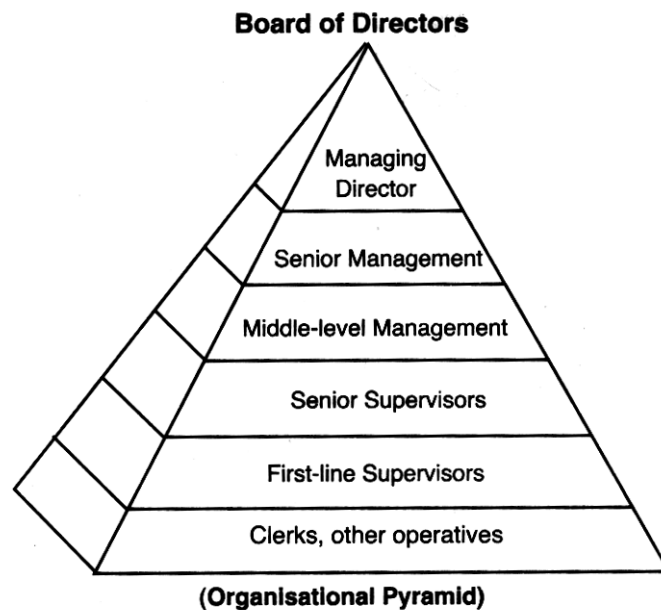 Board of Directors
Managing
Director
Senior Management
Middle-level Management
Senior Supervisors
First-line Supervisors
Clerks, other operatives
(Organisational Pyramid)